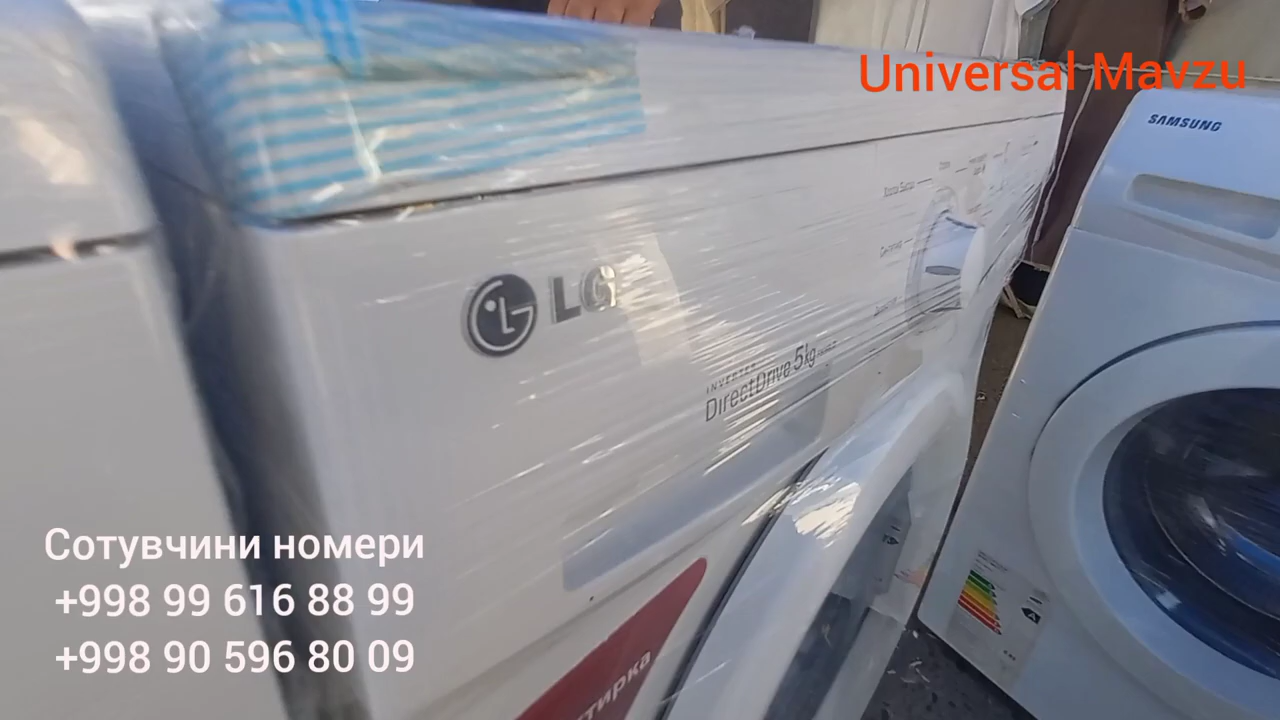 Universal Mavzu
SAMSUNG
LG
INVERTER
DirectDrive 5kg
Сотувчини номери
+998 99 616 88 99
+998 90 596 80 09